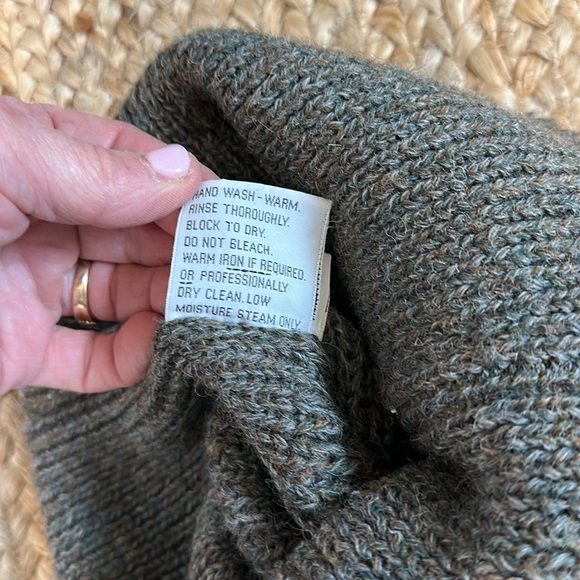 HAND WASH-WARM.
RINSE THOROUGHLY.
BLOCK TO DRY.
DO NOT BLEACH.
WARM IRON IF REQUIRED.
OR PROFESSIONALLY
DRY CLEAN. LOW
MOISTURE STEAM ONLY